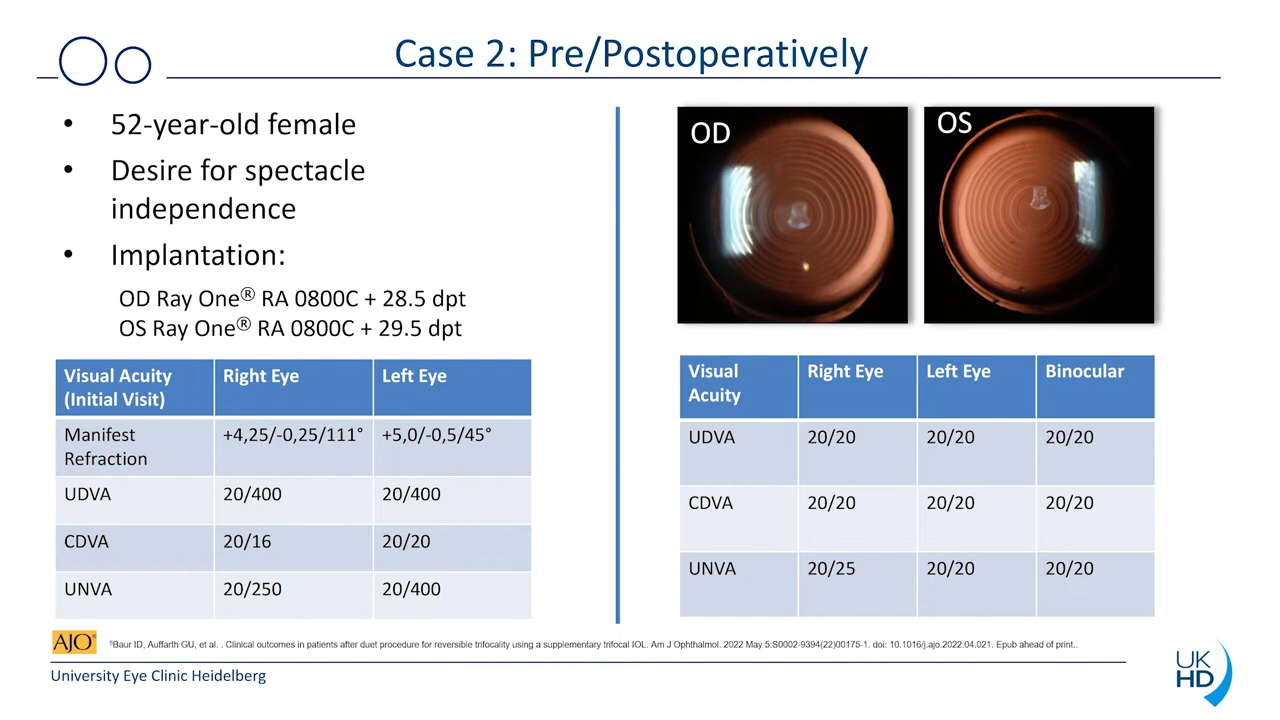 Case 2: Pre/Postoperatively
• 52-year-old female
• Desire for spectacle
independence
• Implantation:
OD Ray One® RA 0800C + 28.5 dpt
OS Ray One® RA 0800C + 29.5 dpt
Visual Acuity (Initial Visit) Right Eye Left Eye
Manifest Refraction +4,25/-0,25/111° +5,0/-0,5/45°
UDVA 20/400 20/400
CDVA 20/16 20/20
UNVA 20/250 20/400
OD
OS
Visual Acuity Right Eye Left Eye Binocular
UDVA 20/20 20/20 20/20
CDVA 20/20 20/20 20/20
UNVA 20/25 20/20 20/20
AJO
Baur ID, Auffarth GU, et al. . Clinical outcomes in patients after duet procedure for reversible trifocality using a supplementary trifocal IOL. Am J Ophthalmol. 2022 May 5:S0002-9394(22)00175-1. doi: 10.1016/j.ajo.2022.04.021. Epub ahead of print..
University Eye Clinic Heidelberg
UK
HD